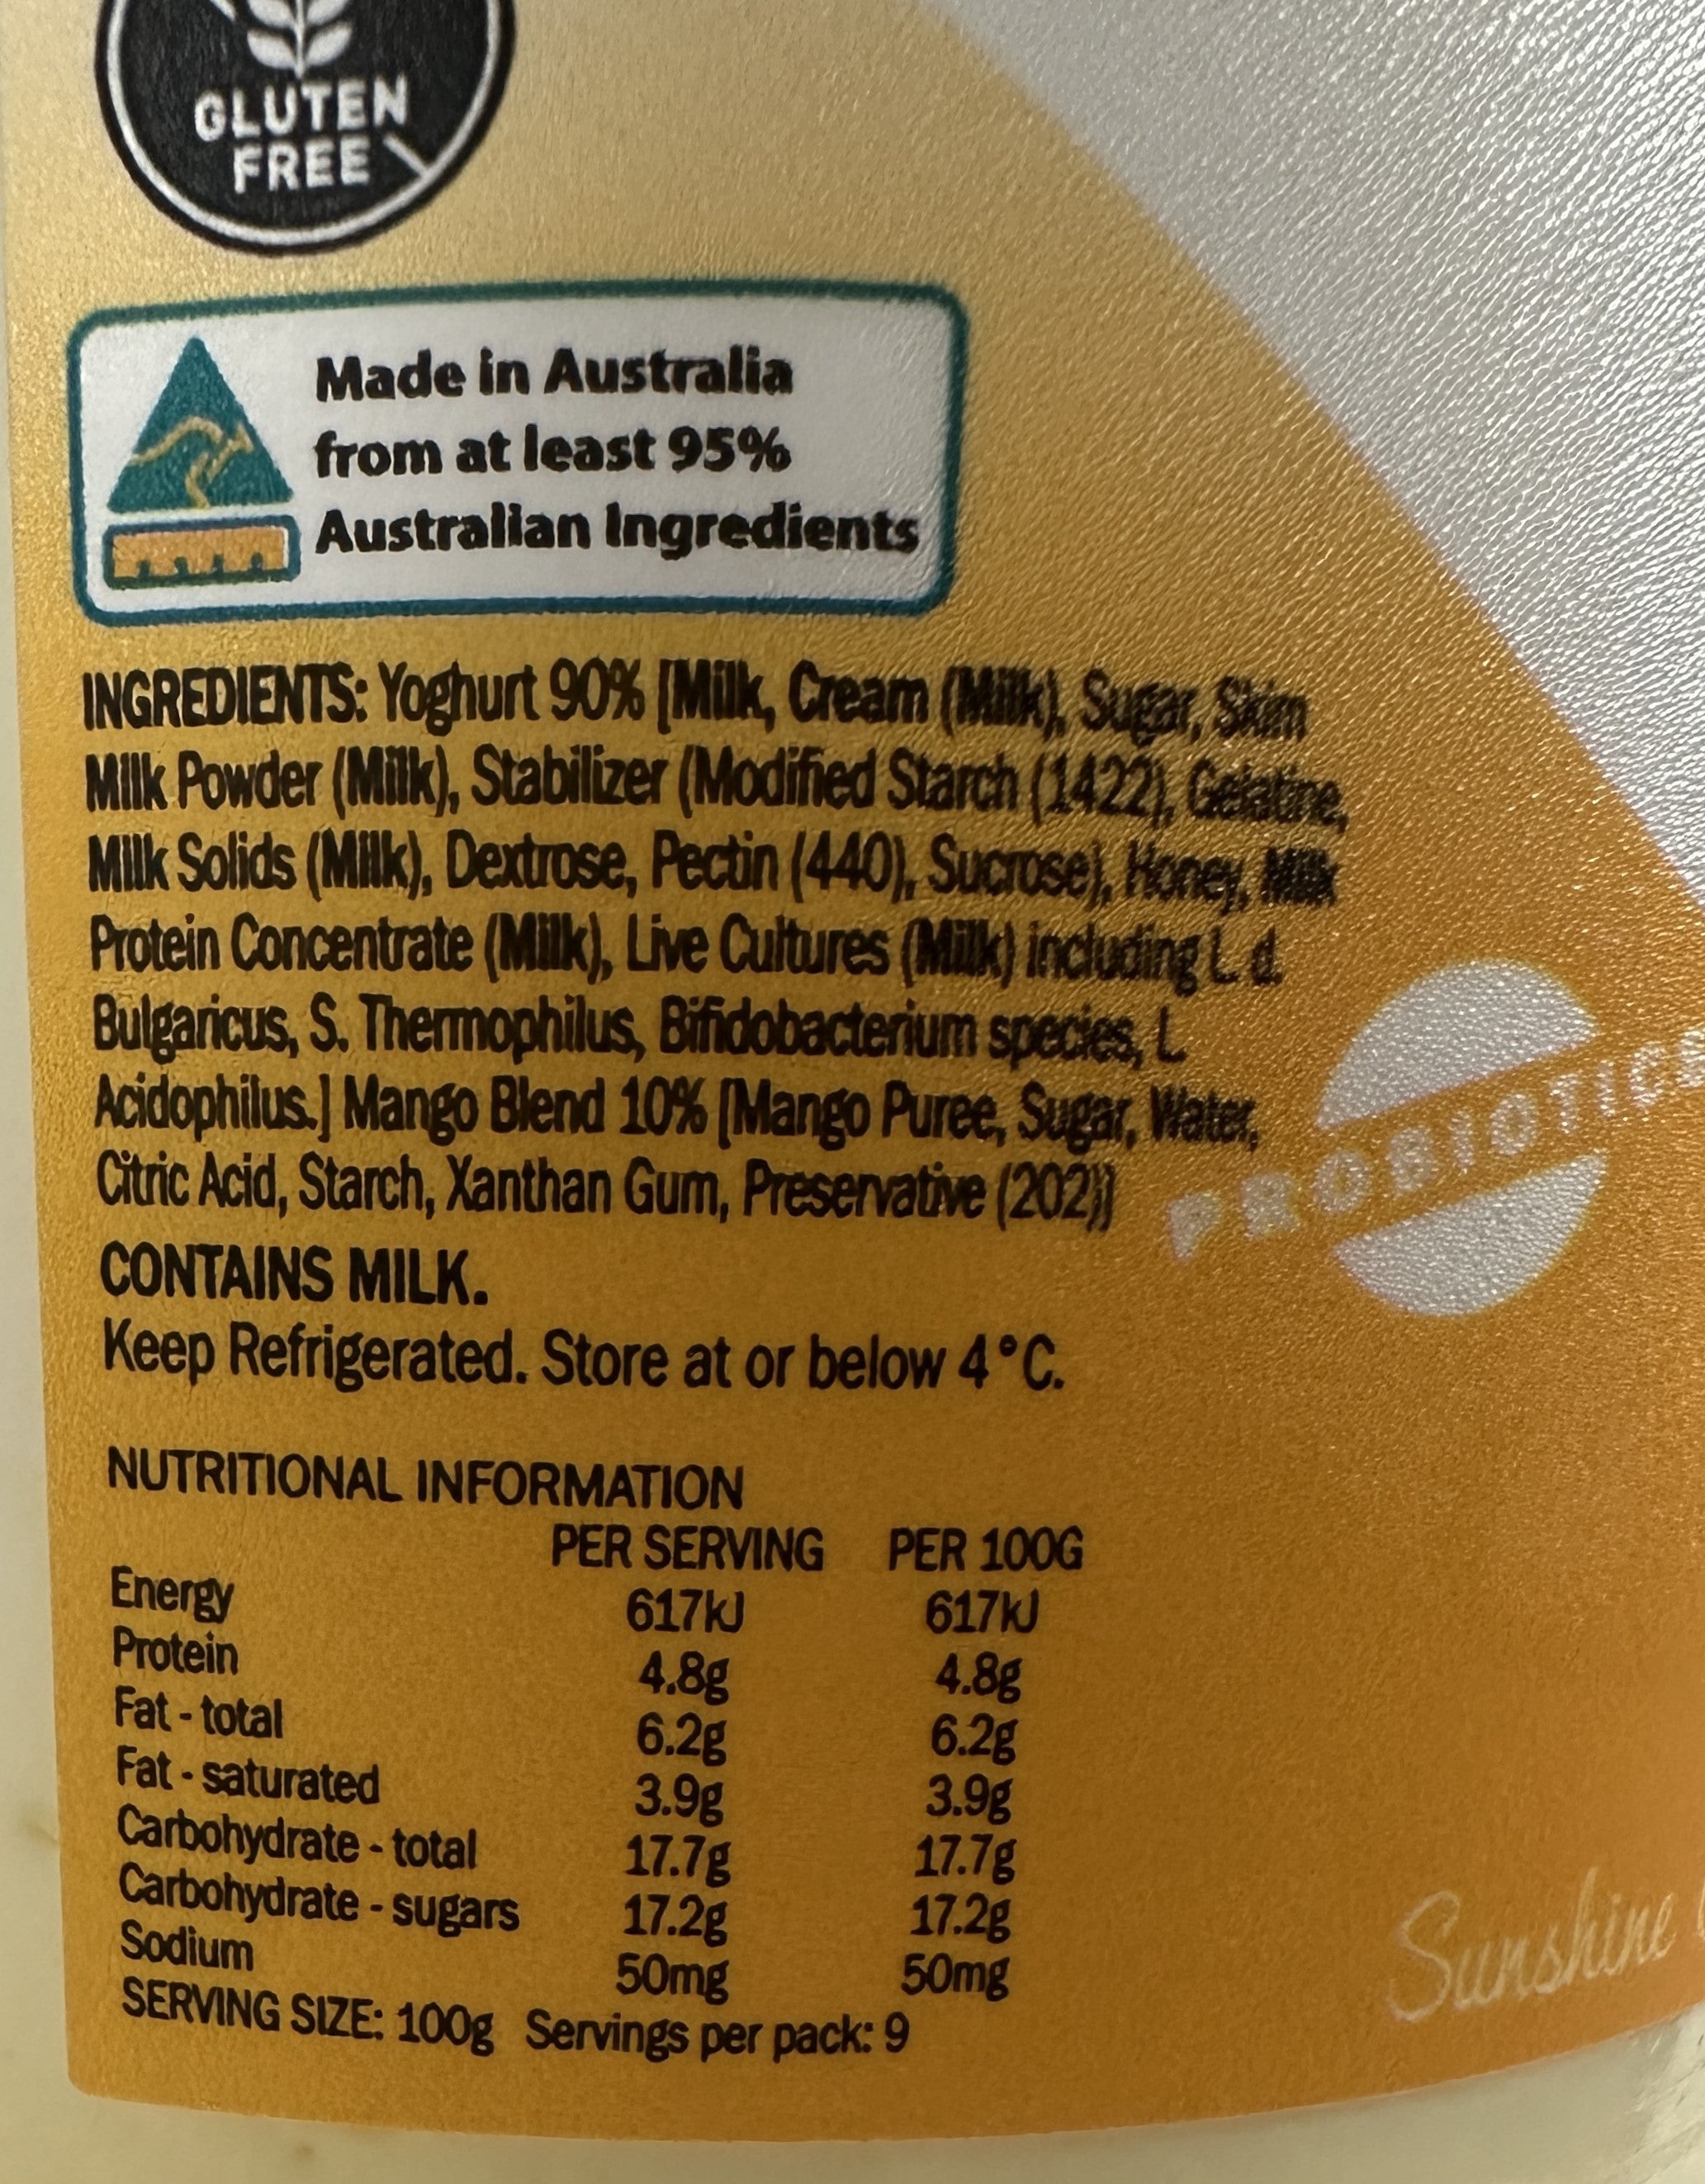 GLUTEN
FREE
Made in Australia
from at least 95%
Australian Ingredients
INGREDIENTS: Yoghurt 90% [Milk, Cream (Milk), Sugar, Skim
Milk Powder (Milk), Stabilizer (Modified Starch (1422), Gelatine,
Milk Solids (Milk), Dextrose, Pectin (440), Sucrose), Honey, Milk
Protein Concentrate (Milk), Live Cultures (Milk) including L. d.
Bulgaricus, S. Thermophilus, Bifidobacterium species, L
Acidophilus.] Mango Blend 10% [Mango Puree, Sugar, Water,
Citric Acid, Starch, Xanthan Gum, Preservative (202)]
PROBIOTICS
CONTAINS MILK.
Keep Refrigerated. Store at or below 4°C.
NUTRITIONAL INFORMATION
PER SERVING PER 100G
Energy 617kJ 617kJ
Protein 4.8g 4.8g
Fat - total 6.2g 6.2g
Fat - saturated 3.9g 3.9g
Carbohydrate - total 17.7g 17.7g
Carbohydrate - sugars 17.2g 17.2g
Sodium 50mg 50mg
SERVING SIZE: 100g Servings per pack: 9
Sunshine